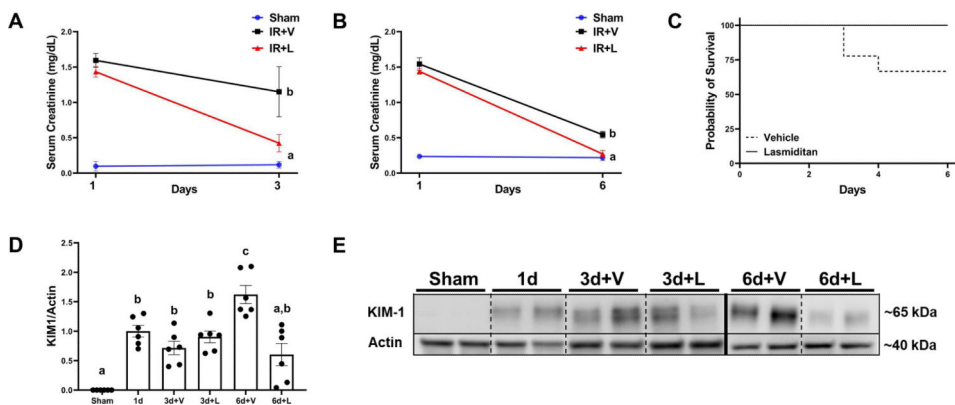 A
Sham
IR+V
IR+L
Serum Creatinine (mg/dL)
2.0
1.5
1.0
0.5
0.0
b
a
1
3
Days
B
Sham
IR+V
IR+L
Serum Creatinine (mg/dL)
2.0
1.5
1.0
0.5
0.0
b
a
1
6
Days
C
Probability of Survival
100
75
50
25
0
Vehicle
Lasmiditan
0
2
4
6
Days
D
KIM1/Actin
2.5
2.0
1.5
1.0
0.5
0.0
a
b
b
b
c
a,b
Sham
1d
3d+V
3d+L
6d+V
6d+L
E
Sham
1d
3d+V
3d+L
6d+V
6d+L
KIM-1
~65 kDa
Actin
~40 kDa